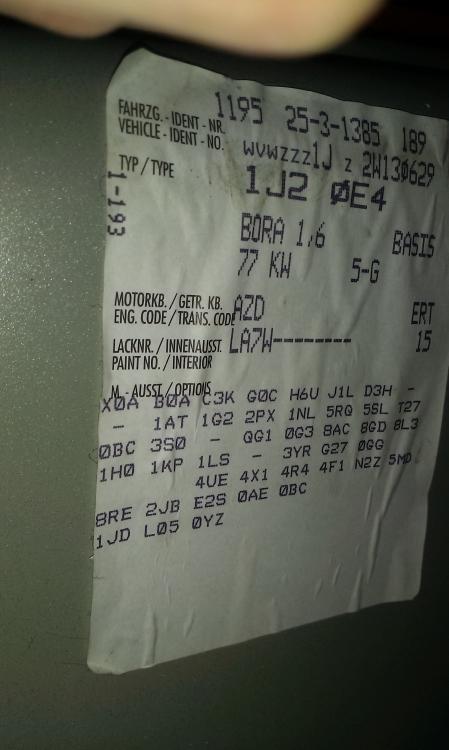 1195 25-3-1385 189
FAHRZG.-IDENT-NR.
VEHICLE-IDENT-NO. WVWZZZ1J Z 2W130629
TYP/TYPE 1J2 0E4
1-193
BORA 1,6 BASIS
77 KW 5-G
MOTORKB./GETR.KB.
ENG.CODE/TRANS.CODE AZD ERT
LACKNR./INNENAUSST.
PAINT NO./INTERIOR LA7W-------- 15
M.-AUSST./OPTIONS
X0A B0A C3K G0C H6U J1L D3H -
- 1AT 1G2 2PX 1NL 5RQ 5SL T27
0BC 3S0 - QG1 0G3 8AC 8GD 8L3
1H0 1KP 1LS - 3YR G27 0GG
4UE 4X1 4R4 4F1 N2Z 5MD
8RE 2JB E2S 0AE 0BC
1JD L05 0YZ